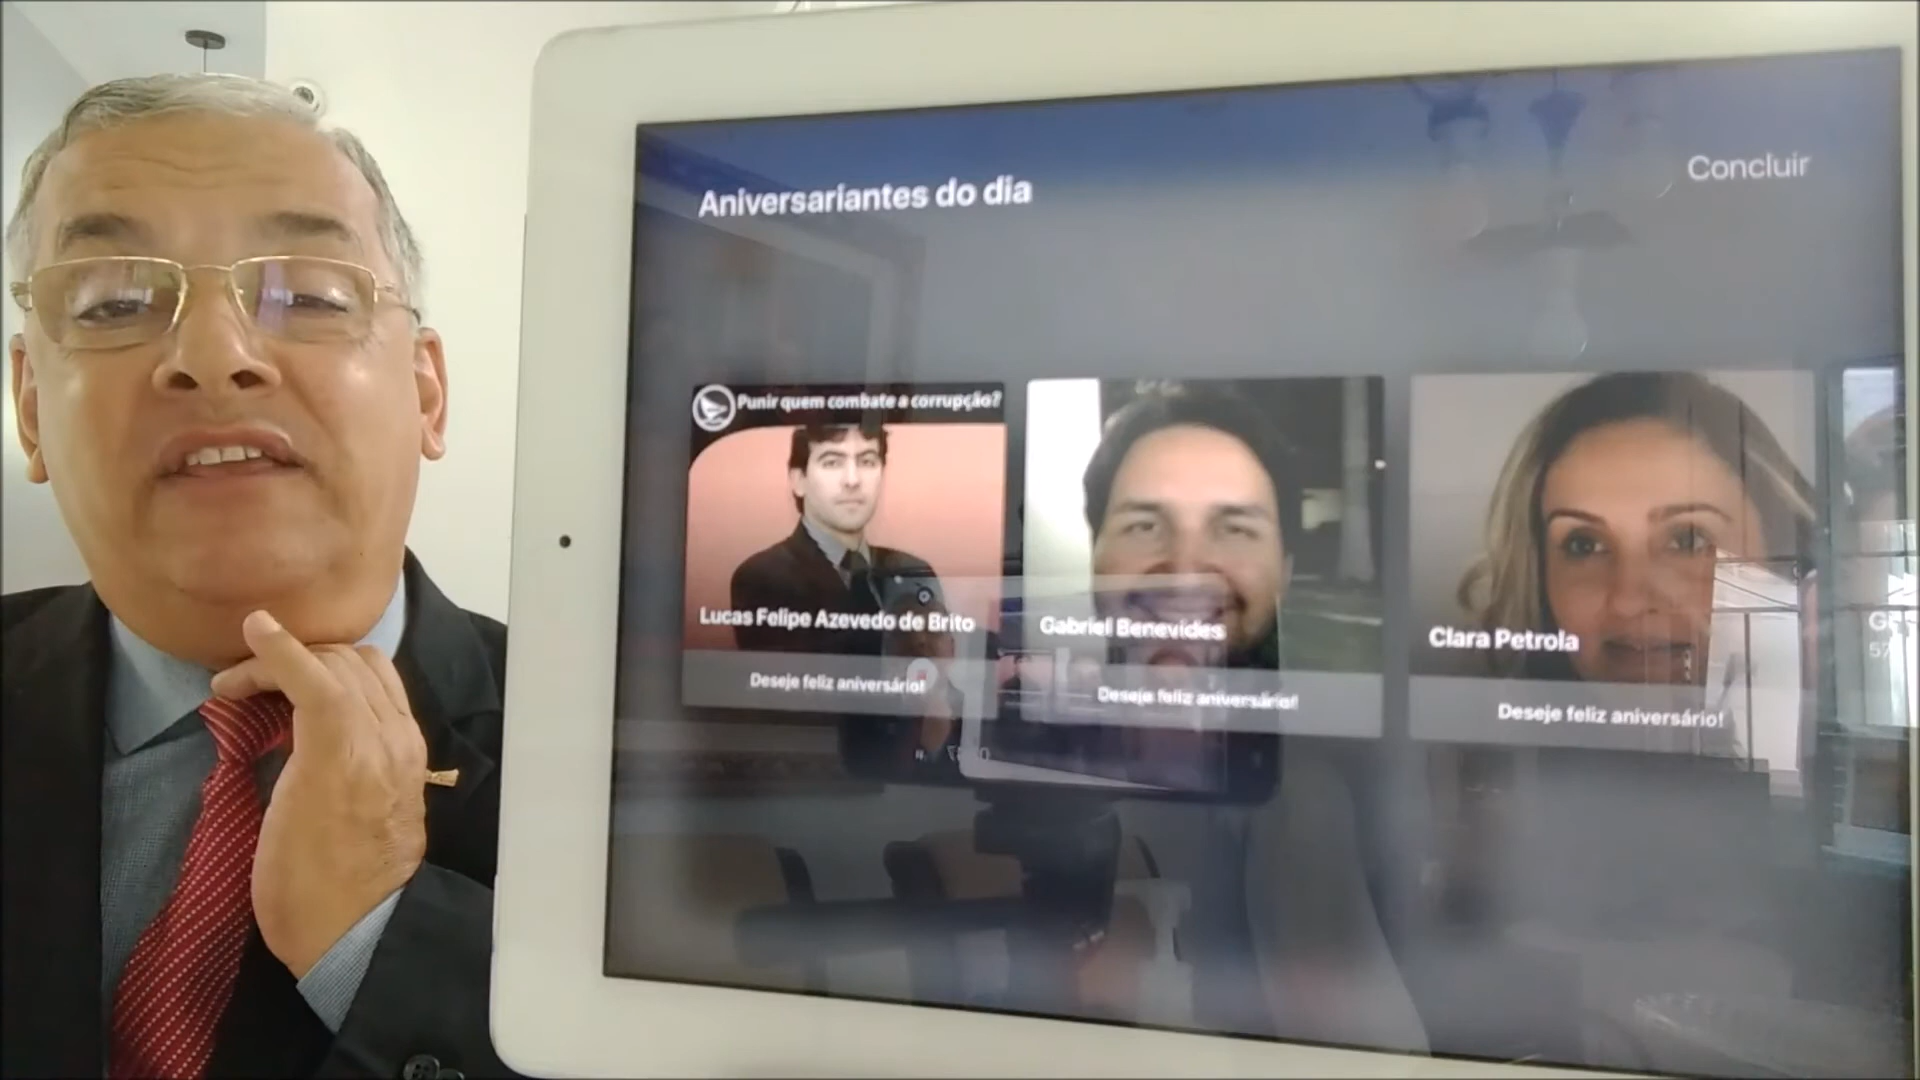 Aniversariantes do dia
Concluir
Punir quem combate a corrupção?
Lucas Felipe Azevedo de Brito
Deseje feliz aniversário!
Gabriel Benevides
Deseje feliz aniversário!
Clara Petrola
Deseje feliz aniversário!